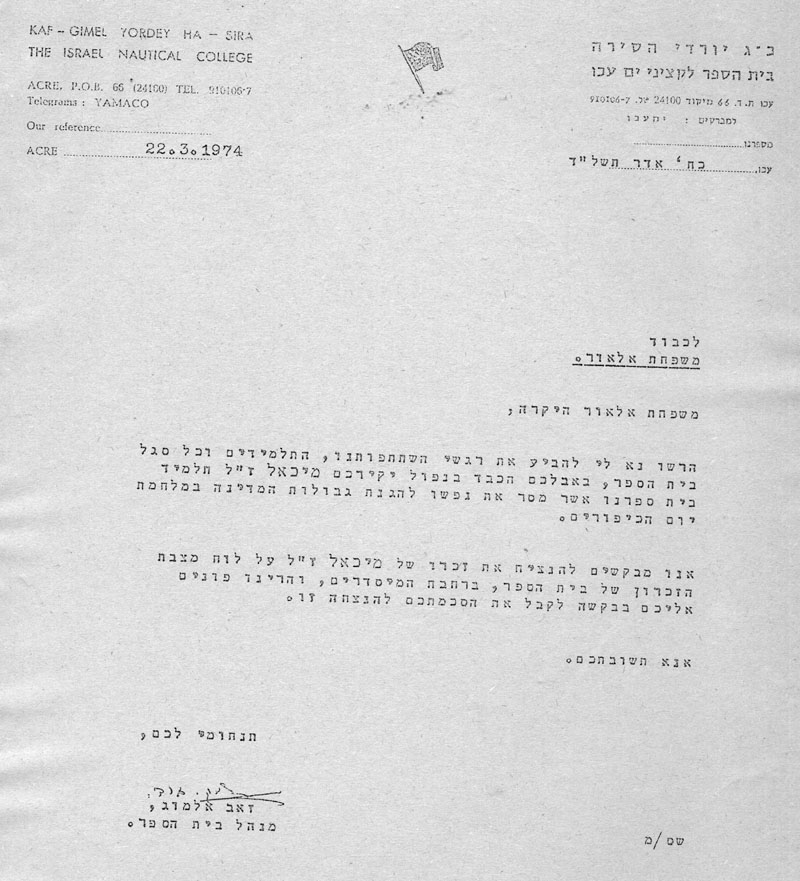 KAF - GIMEL YORDEY HA - SIRA
THE ISRAEL NAUTICAL COLLEGE
ACRE, P.O.B. 66 (24100) TEL. 910106-7
Telegrams : YAMACO
Our reference
ACRE 22.3.1974
כ"ג יורדי הסירה
בית הספר לקציני ים עכו
עכו ת.ד. 66 מיקוד 24100 טל. 910106-7
למברקים : ימעכו
מספרנו
עכו, כח' אדר תשל"ד
לכבוד
משפחת אלאור.
משפחת אלאור היקרה,
הרשו נא לי להביע את רגשי השתתפותנו, התלמידים וכל סגל
בית הספר, באבלכם הכבד בנפול יקירכם מיכאל ז"ל תלמיד
בית ספרנו אשר מסר את נפשו להגנת גבולות המדינה במלחמת
יום הכיפורים.
אנו מבקשים להנציח את זכרו של מיכאל ז"ל על לוח מצבת
הזכרון של בית הספר, ברחבת המיסדרים, והרינו פונים
אליכם בבקשה לקבל את הסכמתכם להנצחה זו.
אנא תשובתכם.
תנחומי לכם,
זאב אלמוג,
מנהל בית הספר.
שם/מ